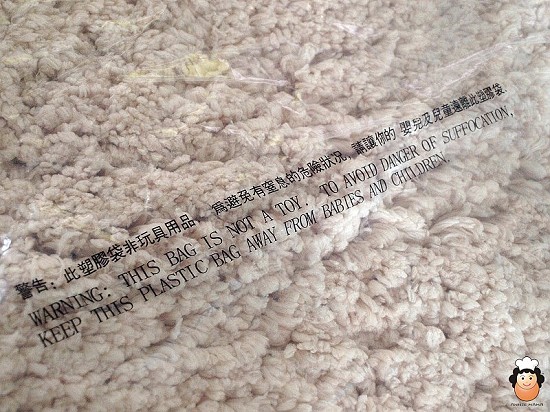 警告：此塑膠袋非玩具用品，為避免有窒息的危險狀況，請讓你的 嬰兒及兒童遠離此塑膠袋.
WARNING: THIS BAG IS NOT A TOY. TO AVOID DANGER OF SUFFOCATION,
KEEP THIS PLASTIC BAG AWAY FROM BABIES AND CHILDREN.